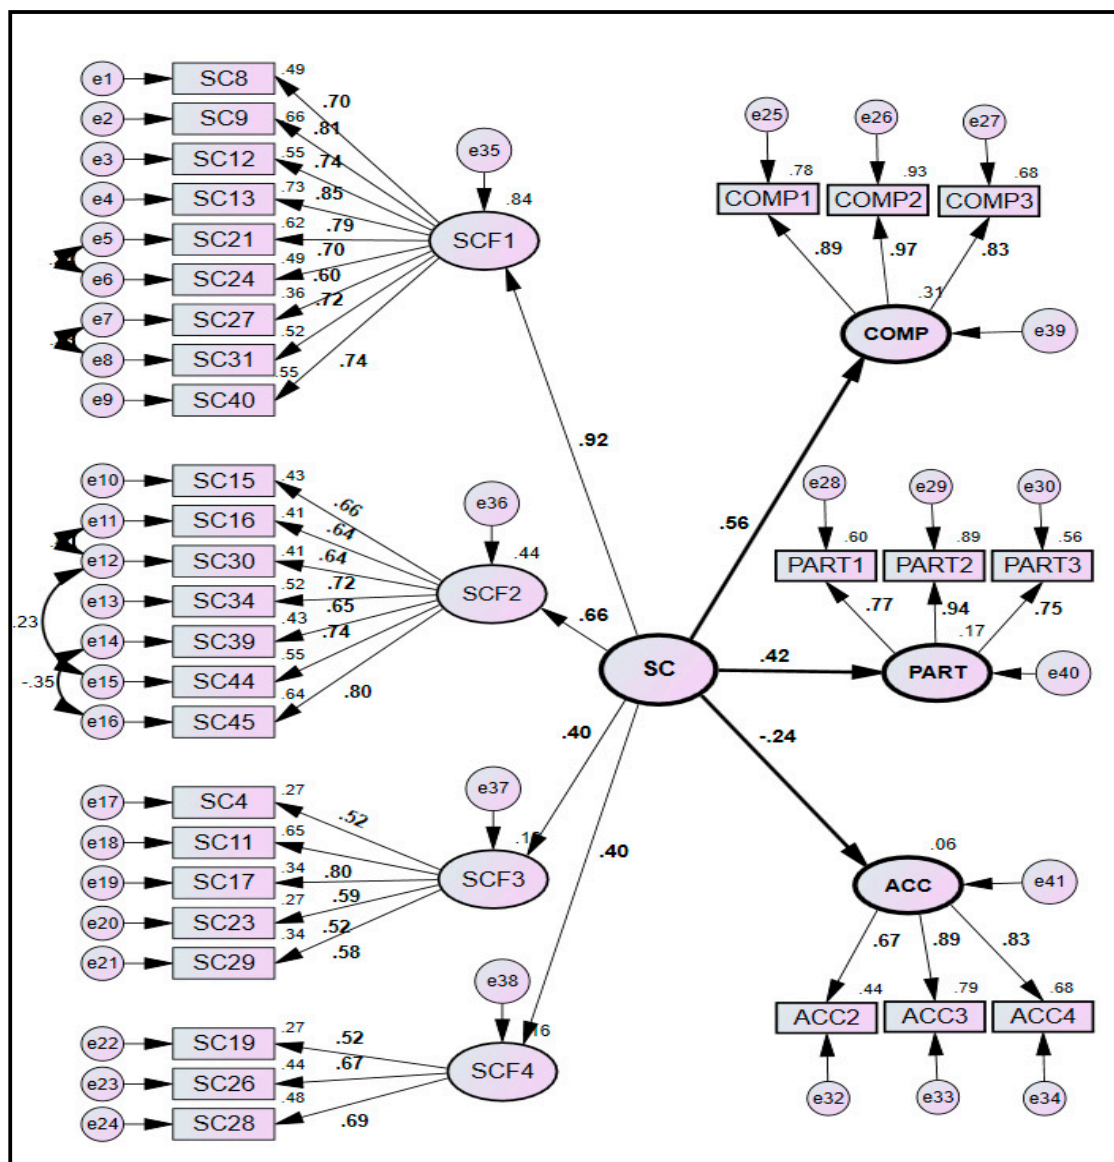 e1 SC8 .49
.70
e2 SC9 .66
.81
e3 SC12 .55
.74
e4 SC13 .73
.85
e5 SC21 .62
.79
e6 SC24 .49
.70
e7 SC27 .36
.60
e8 SC31 .52
.72
e9 SC40 .55
.74
e35
SCF1 .84
.92
e10 SC15 .43
.66
e11 SC16 .41
.64
e12 SC30 .41
.64
e13 SC34 .52
.72
e14 SC39 .43
.65
e15 SC44 .55
.74
e16 SC45 .64
.80
.23
-.35
e36
SCF2 .44
.66
e17 SC4 .27
.52
e18 SC11 .65
.80
e19 SC17 .34
.59
e20 SC23 .27
.52
e21 SC29 .34
.58
e37
SCF3
.40
e22 SC19 .27
.52
e23 SC26 .44
.67
e24 SC28 .48
.69
e38
SCF4 .16
.40
SC
e25 e26 e27
.78 .93 .68
COMP1 COMP2 COMP3
.89 .97 .83
.31
COMP e39
.56
e28 e29 e30
.60 .89 .56
PART1 PART2 PART3
.77 .94 .75
.17
PART e40
.42
-.24
.06
ACC e41
.67 .89 .83
.44 .79 .68
ACC2 ACC3 ACC4
e32 e33 e34